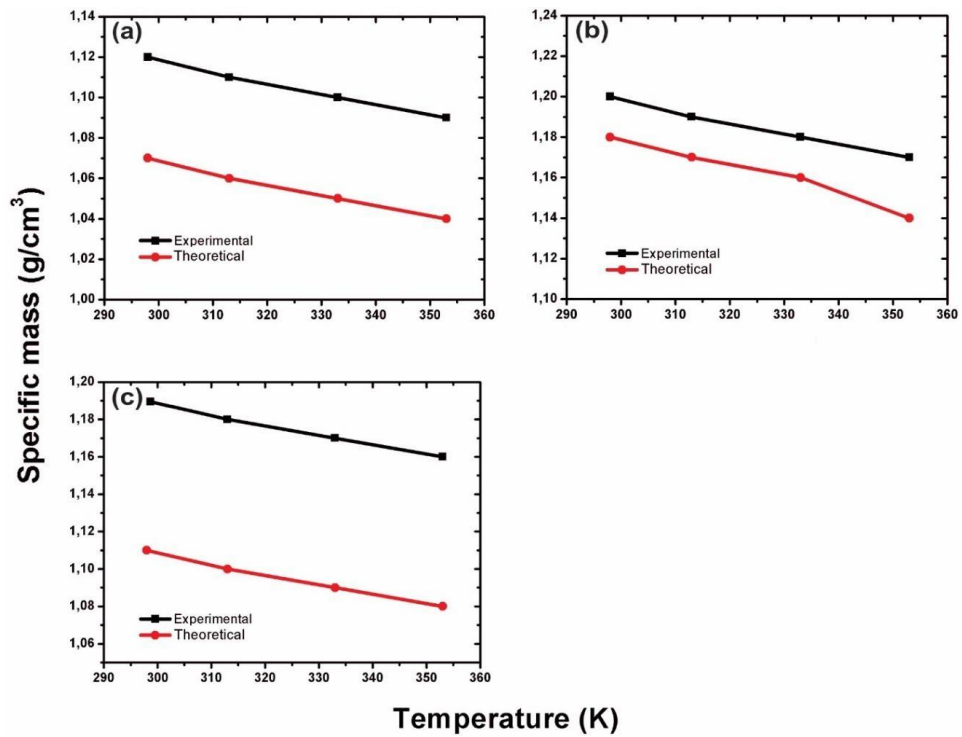 Specific mass (g/cm³)
(a)
1,14
1,12
1,10
1,08
1,06
1,04
1,02
1,00
Experimental
Theoretical
290 300 310 320 330 340 350 360
(b)
1,24
1,22
1,20
1,18
1,16
1,14
1,12
1,10
Experimental
Theoretical
290 300 310 320 330 340 350 360
(c)
1,20
1,18
1,16
1,14
1,12
1,10
1,08
1,06
Experimental
Theoretical
290 300 310 320 330 340 350 360
Temperature (K)